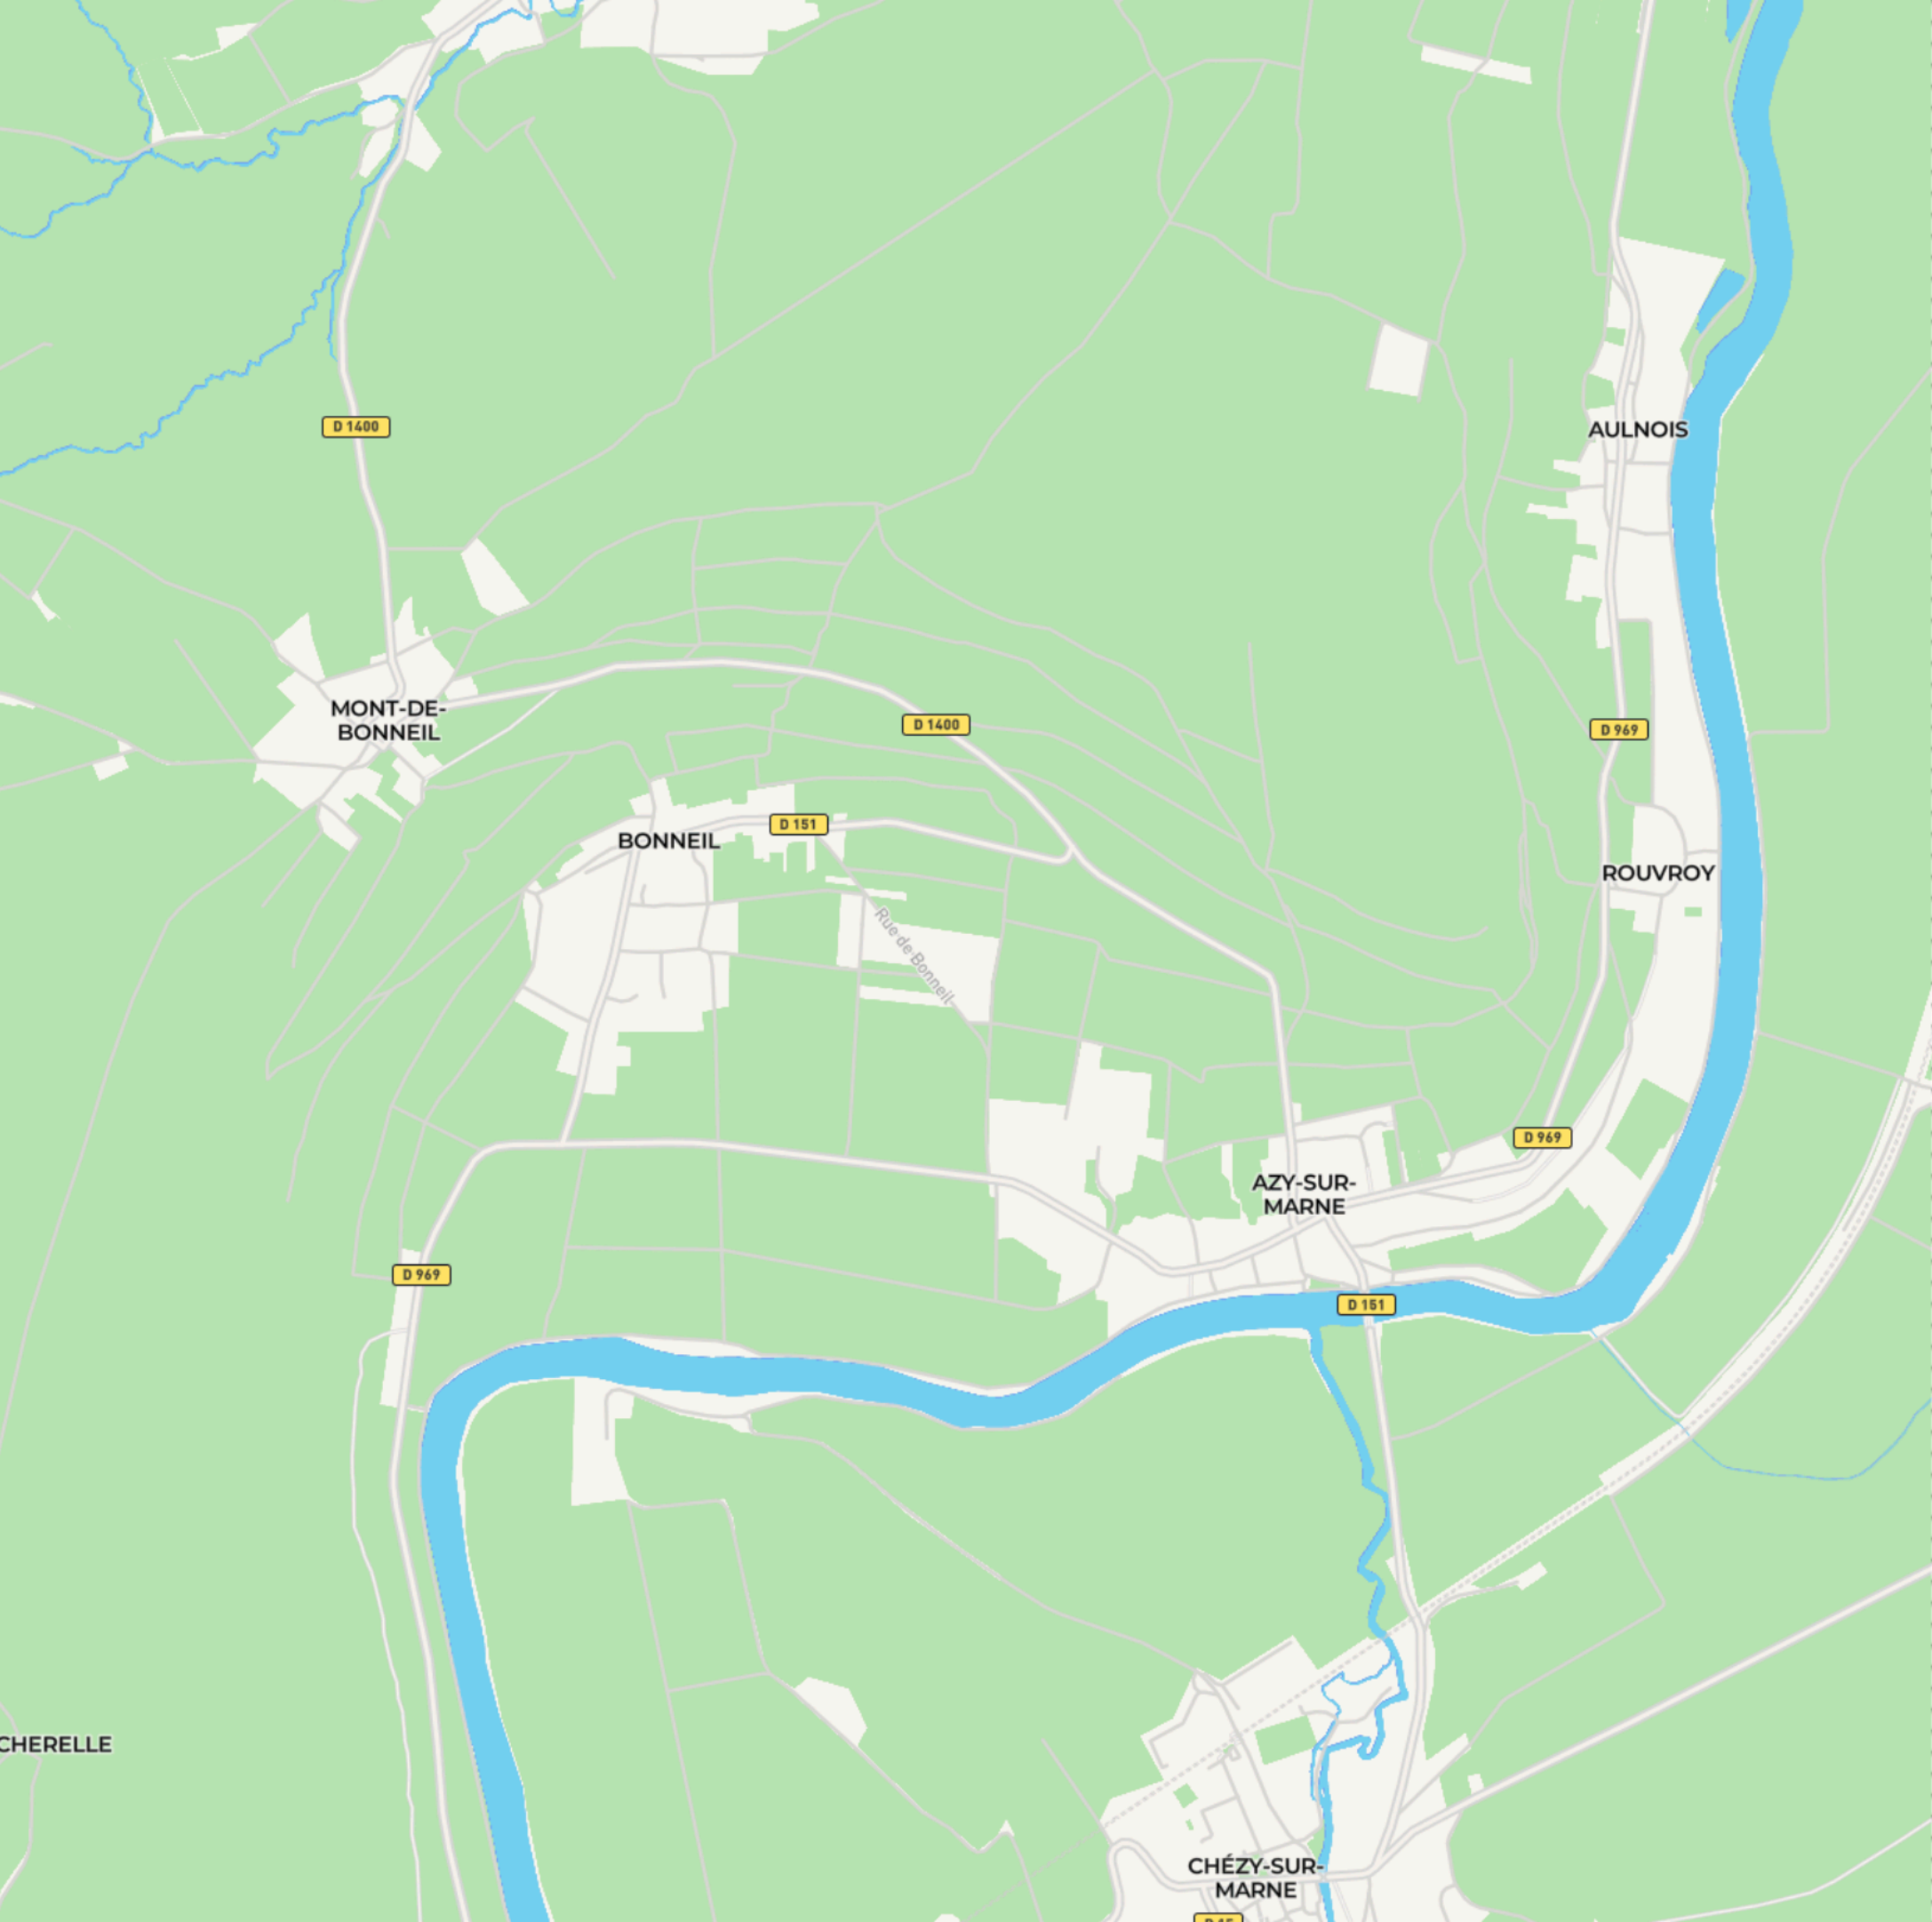 D 1400
AULNOIS
MONT-DE-
BONNEIL
D 1400
D 969
D 151
BONNEIL
ROUVROY
Rue de Bonneil
D 969
AZY-SUR-
MARNE
D 969
D 151
CHERELLE
CHÉZY-SUR-
MARNE